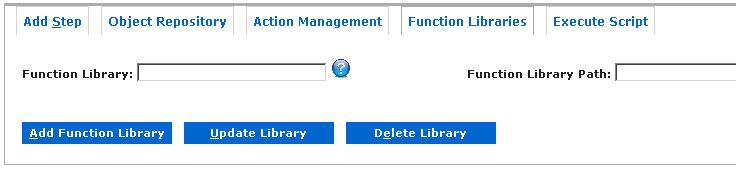 Add Step Object Repository Action Management Function Libraries Execute Script
Function Library: ? Function Library Path:
Add Function Library Update Library Delete Library